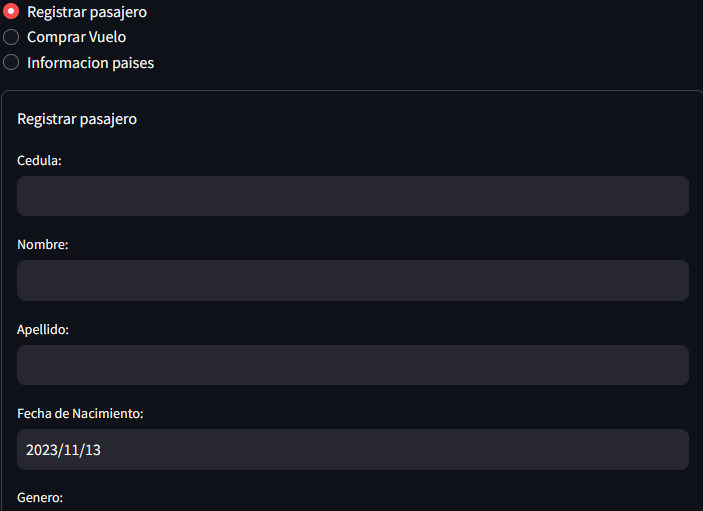 Registrar pasajero
Comprar Vuelo
Informacion paises
Registrar pasajero
Cedula:
Nombre:
Apellido:
Fecha de Nacimiento:
2023/11/13
Genero: